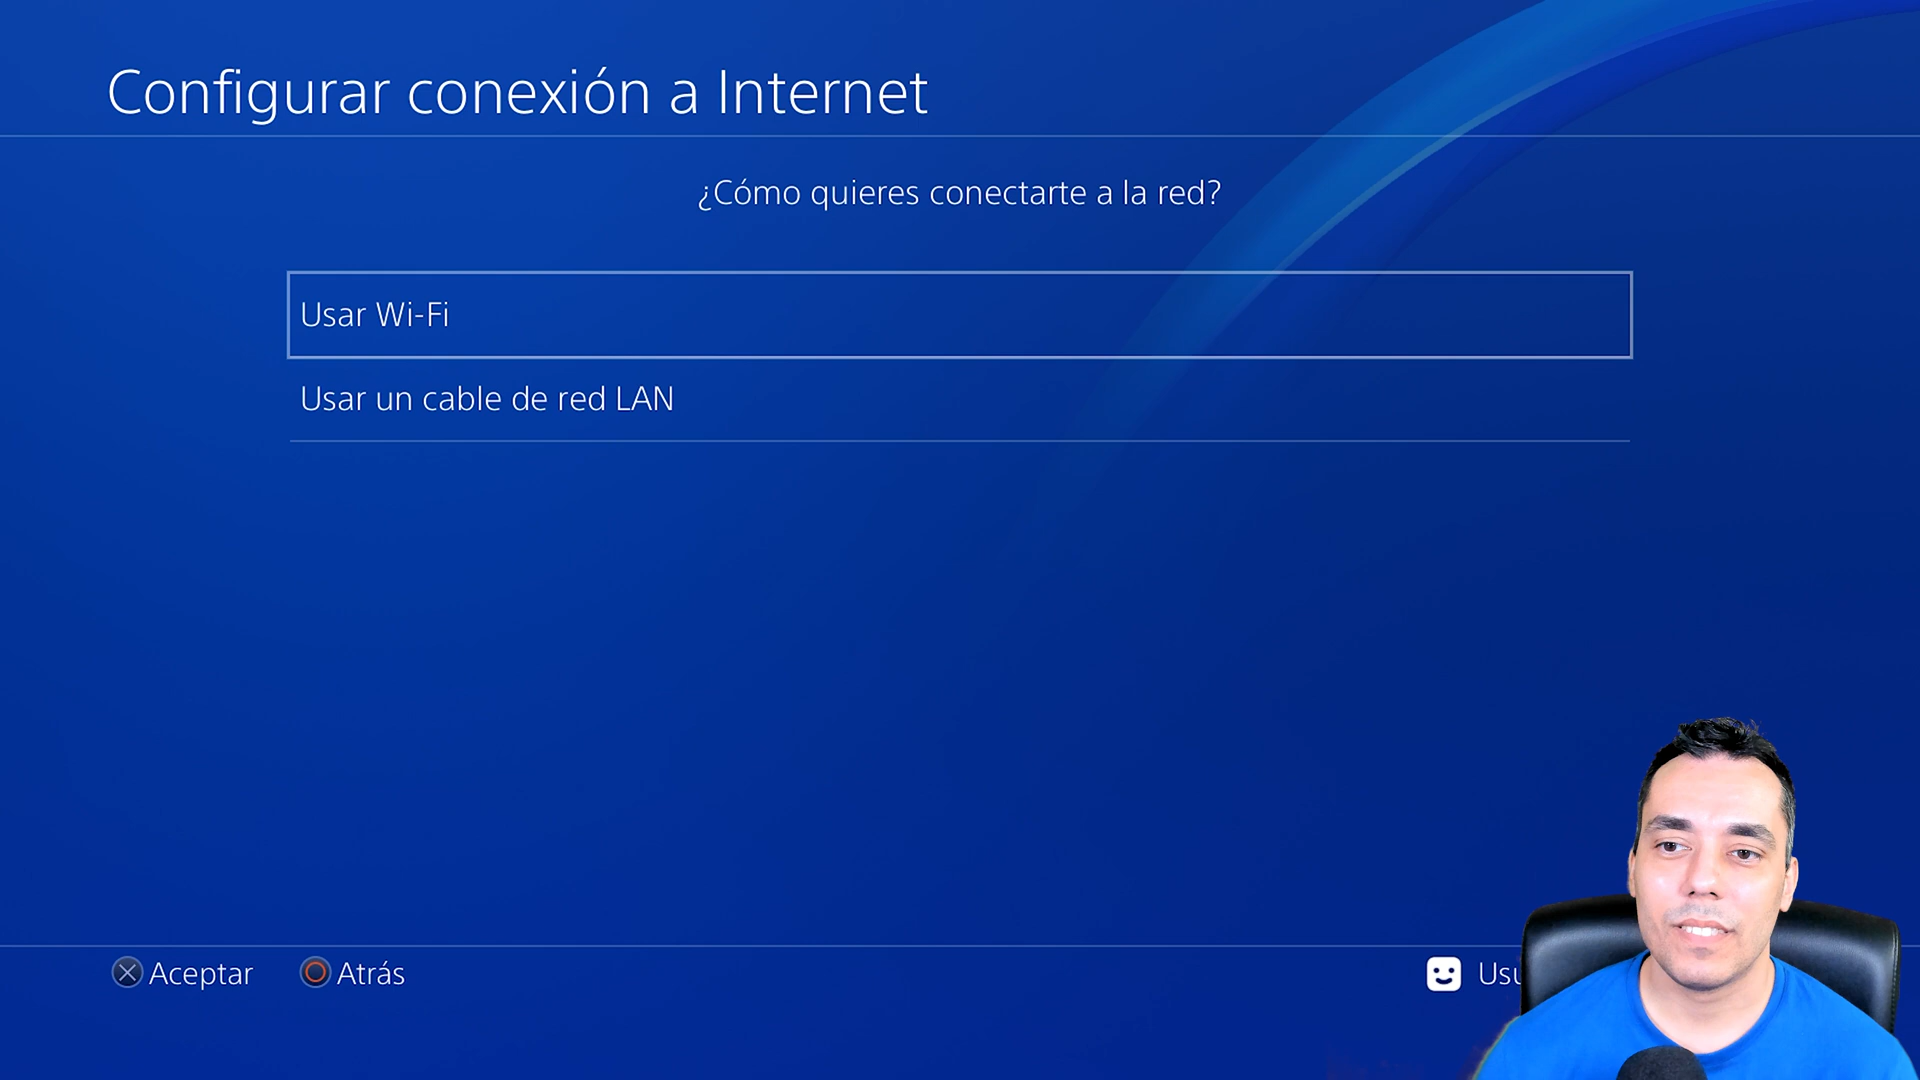 Configurar conexión a Internet
¿Cómo quieres conectarte a la red?
Usar Wi-Fi
Usar un cable de red LAN
Aceptar
Atrás